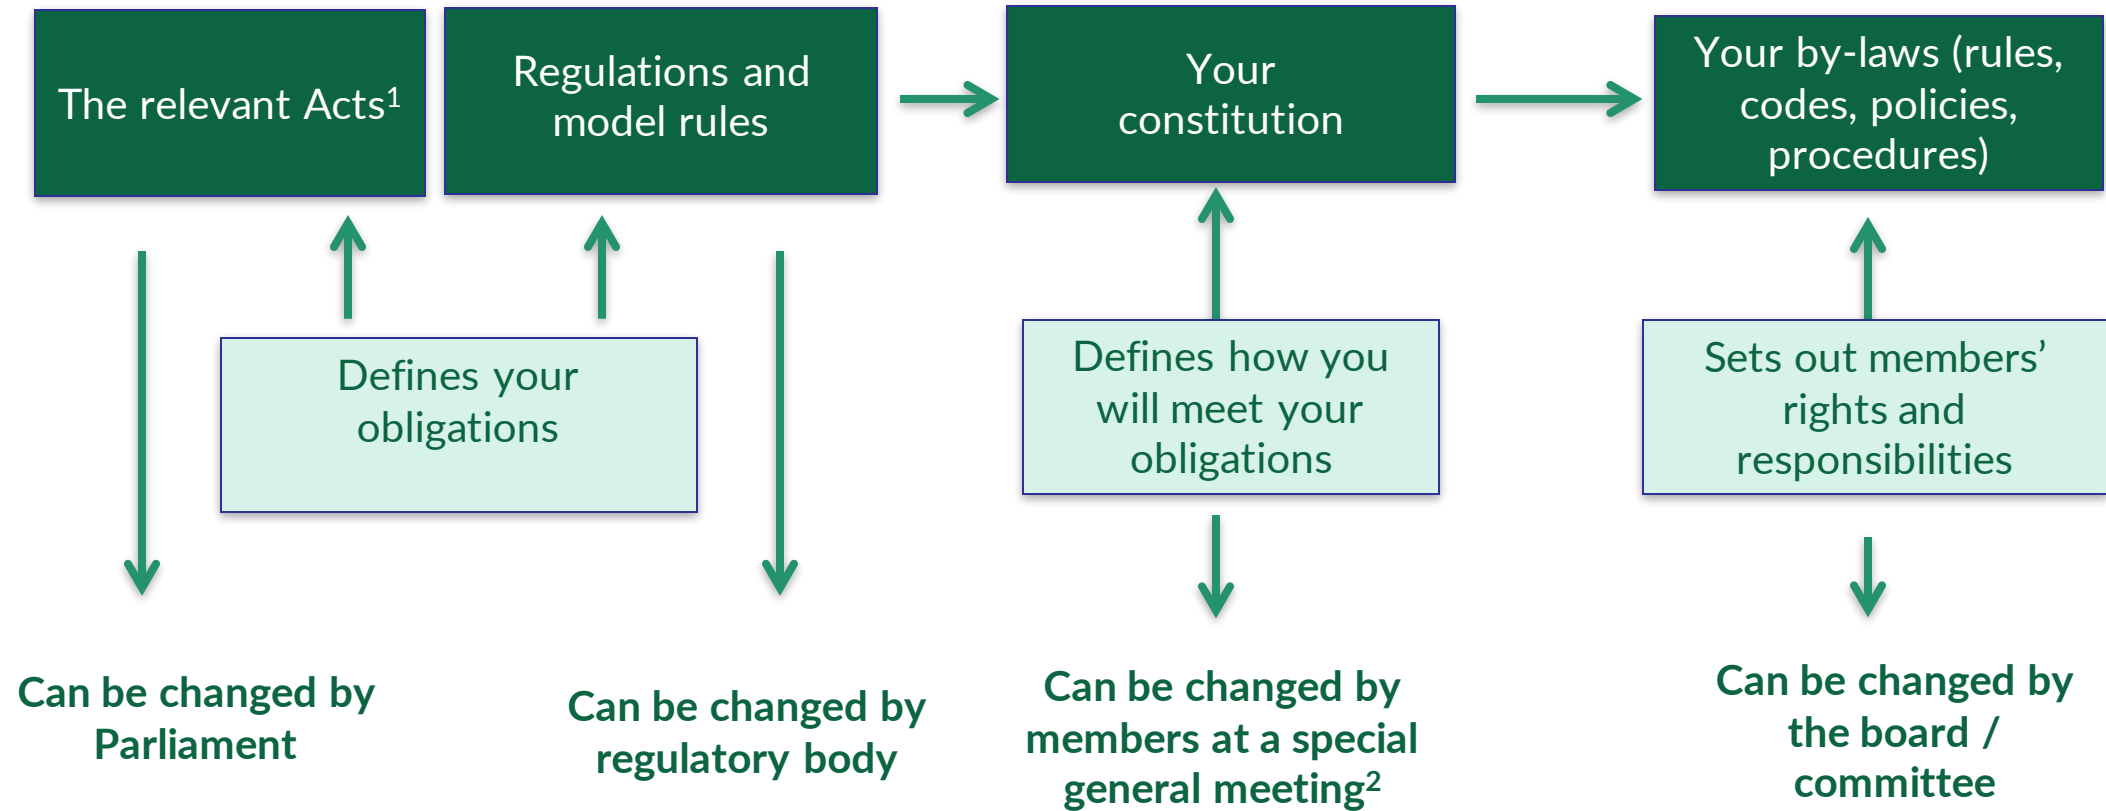 The relevant Acts¹
Regulations and
model rules
Your
constitution
Your by-laws (rules,
codes, policies,
procedures)
Defines your
obligations
Defines how you
will meet your
obligations
Sets out members’
rights and
responsibilities
Can be changed by
Parliament
Can be changed by
regulatory body
Can be changed by
members at a special
general meeting²
Can be changed by
the board /
committee